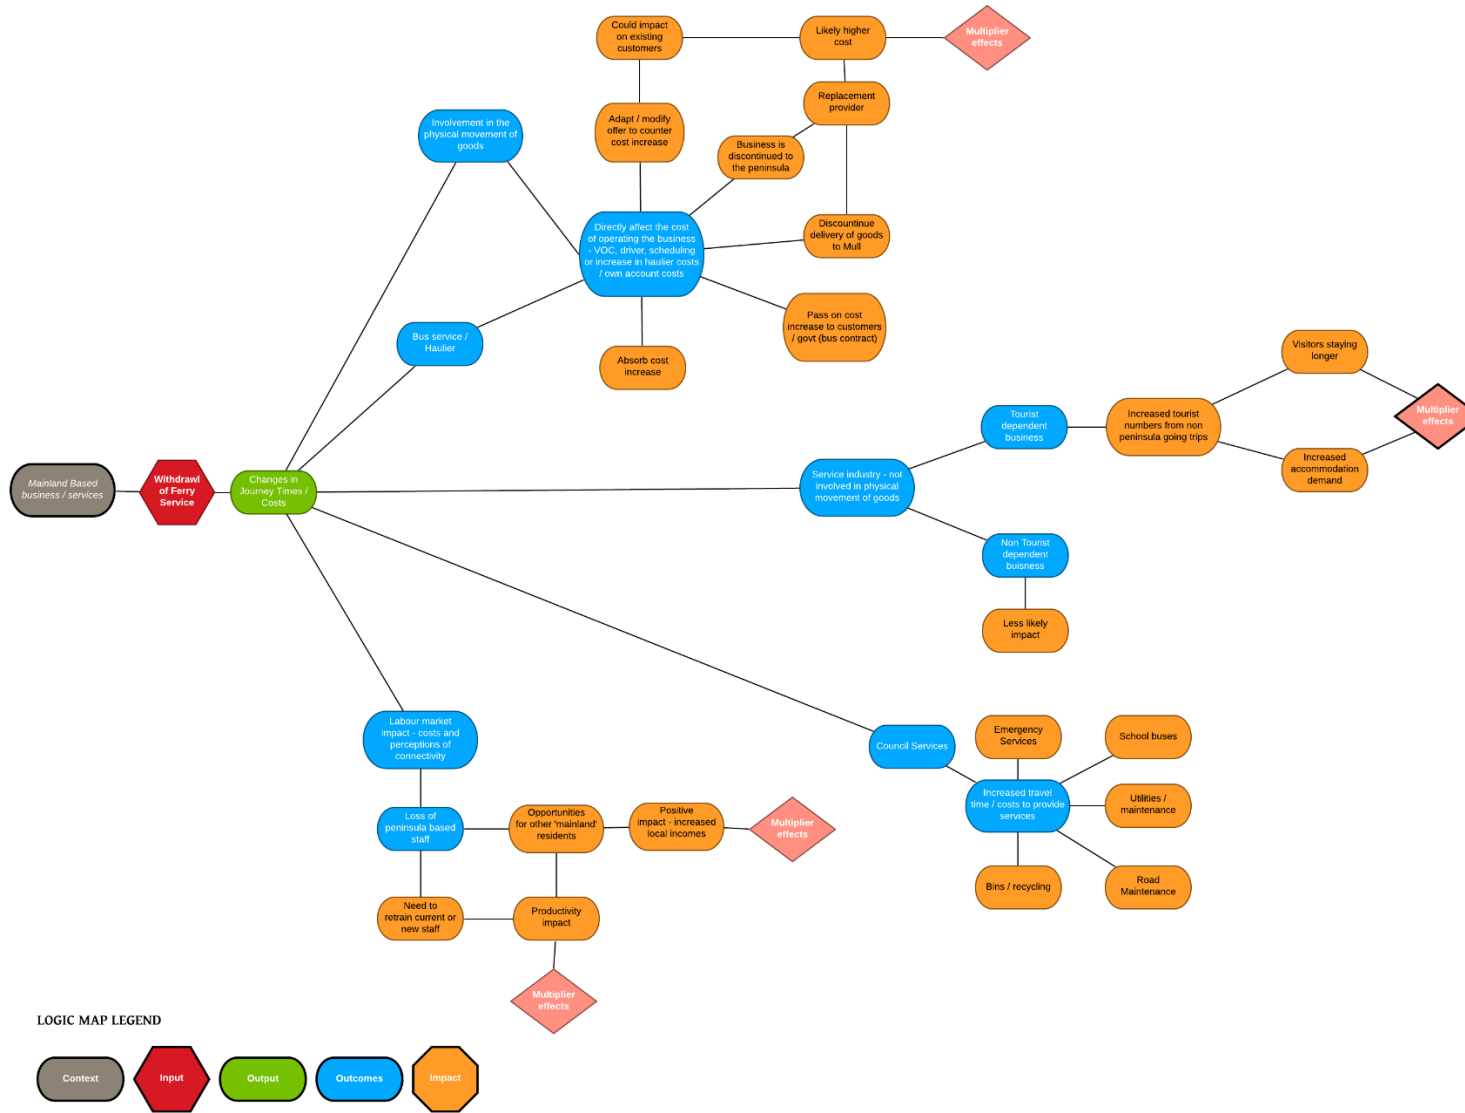 Could impact
on existing
customers
Likely higher
cost
Multiplier
effects
Replacement
provider
Involvement in the
physical movement of
goods
Adapt / modify
offer to counter
cost increase
Business is
discontinued to
the peninsula
Directly affect the cost
of operating the business
- VOC, driver, scheduling
or increase in haulier costs
/ own account costs
Discountinue
delivery of goods
to Mull
Bus service /
Haulier
Pass on cost
increase to customers
/ govt (bus contract)
Absorb cost
increase
Visitors staying
longer
Tourist
dependent
business
Increased tourist
numbers from non
peninsula going trips
Multiplier
effects
Increased
accommodation
demand
Mainland Based
business / services
Withdrawl
of Ferry
Service
Changes in
Journey Times /
Costs
Service industry - not
involved in physical
movement of goods
Non Tourist
dependent
buisness
Less likely
impact
Labour market
impact - costs and
perceptions of
connectivity
Council Services
Emergency
Services
School buses
Increased travel
time / costs to provide
services
Utilities /
maintenance
Bins / recycling
Road
Maintenance
Loss of
peninsula based
staff
Opportunities
for other 'mainland'
residents
Positive
impact - increased
local incomes
Multiplier
effects
Need to
retrain current or
new staff
Productivity
impact
Multiplier
effects
LOGIC MAP LEGEND
Context
Input
Output
Outcomes
Impact